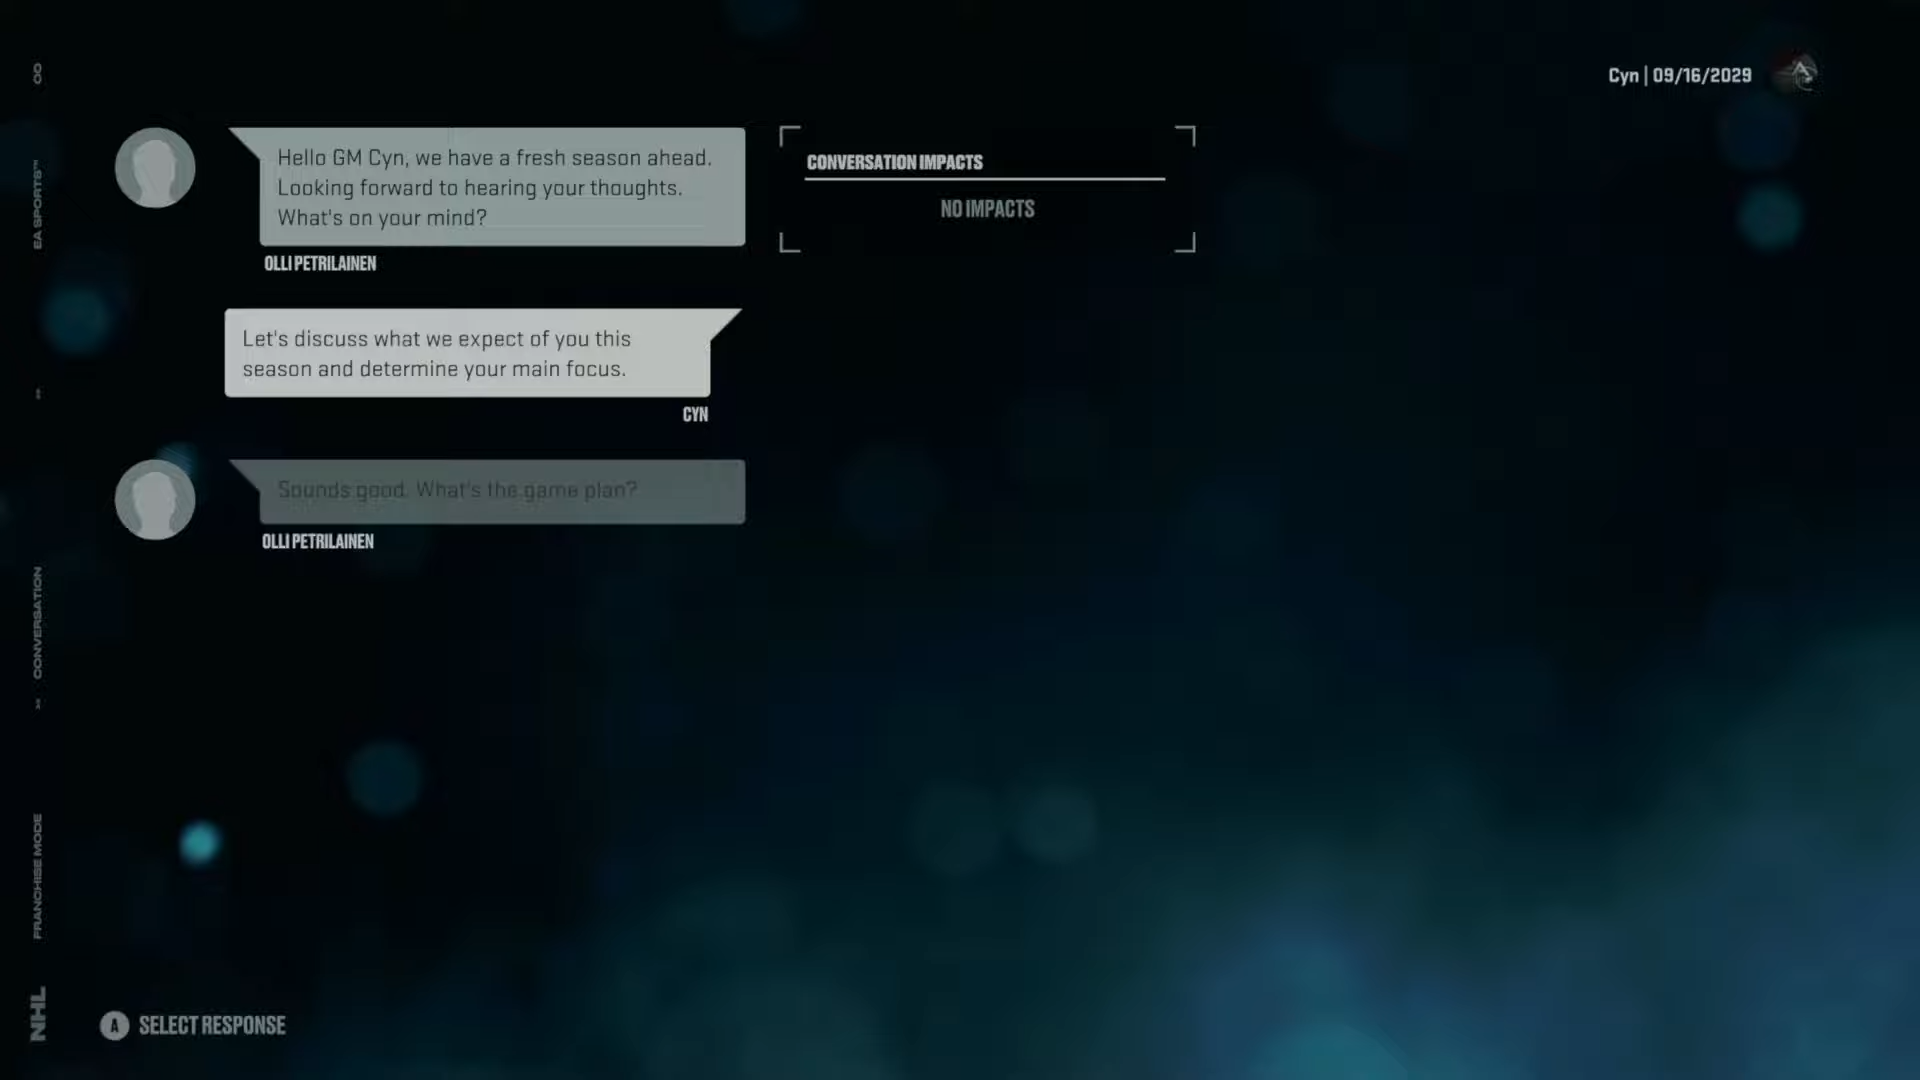 Cyn | 09/16/2029
Hello GM Cyn, we have a fresh season ahead.
Looking forward to hearing your thoughts.
What's on your mind?
OLLI PETRILAINEN
CONVERSATION IMPACTS
NO IMPACTS
Let's discuss what we expect of you this
season and determine your main focus.
CYN
Sounds good. What's the game plan?
OLLI PETRILAINEN
EA SPORTS™
CONVERSATION
FRANCHISE MODE
NHL
A SELECT RESPONSE